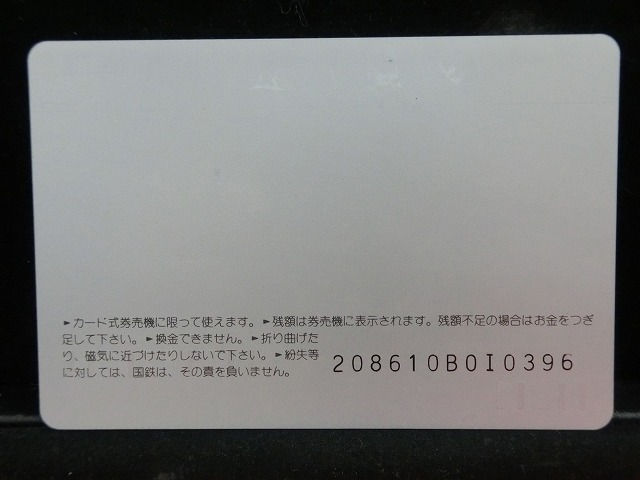 ►カード式券売機に限って使えます。►残額は券売機に表示されます。残額不足の場合はお金をつぎ
足して下さい。►換金できません。►折り曲げた
り、磁気に近づけたりしないで下さい。►紛失等
に対しては、国鉄は、その責を負いません。
208610B0I0396